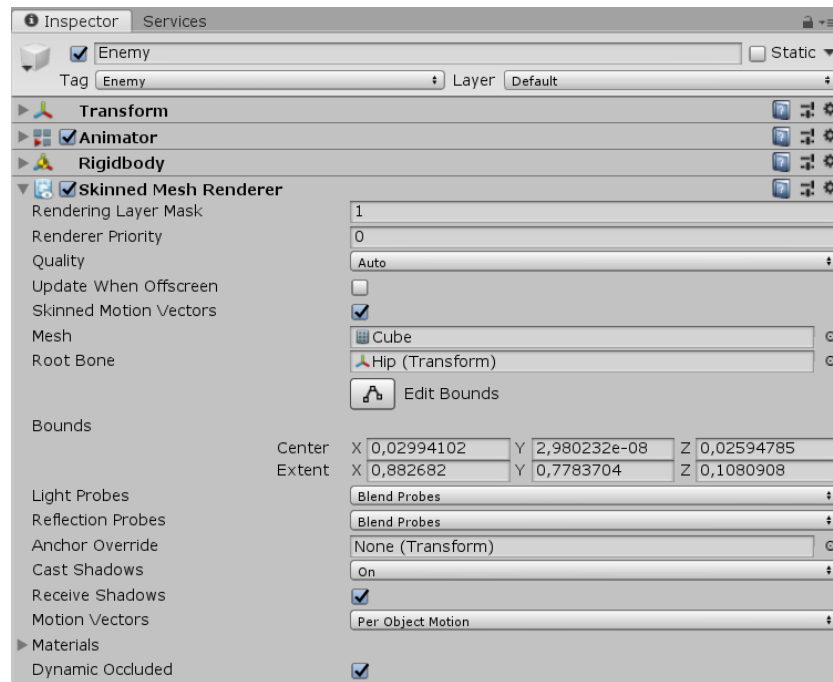 Inspector Services
Enemy Static
Tag Enemy Layer Default
Transform
Animator
Rigidbody
Skinned Mesh Renderer
Rendering Layer Mask 1
Renderer Priority 0
Quality Auto
Update When Offscreen
Skinned Motion Vectors
Mesh Cube
Root Bone Hip (Transform)
Edit Bounds
Bounds
Center X 0,02994102 Y 2,980232e-08 Z 0,02594785
Extent X 0,882682 Y 0,7783704 Z 0,1080908
Light Probes Blend Probes
Reflection Probes Blend Probes
Anchor Override None (Transform)
Cast Shadows On
Receive Shadows
Motion Vectors Per Object Motion
Materials
Dynamic Occluded